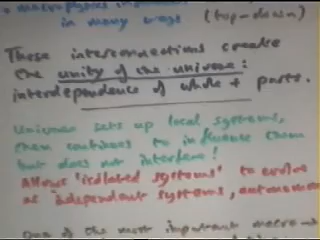 + macrophysics
in many ways (top-down)
These interconnections create
the unity of the universe:
interdependence of whole + parts.
Universe sets up local systems,
then continues to influence them
but does not interfere!
Allows 'isolated systems' to evolve
as independent systems, autonomous
One of the most important macro